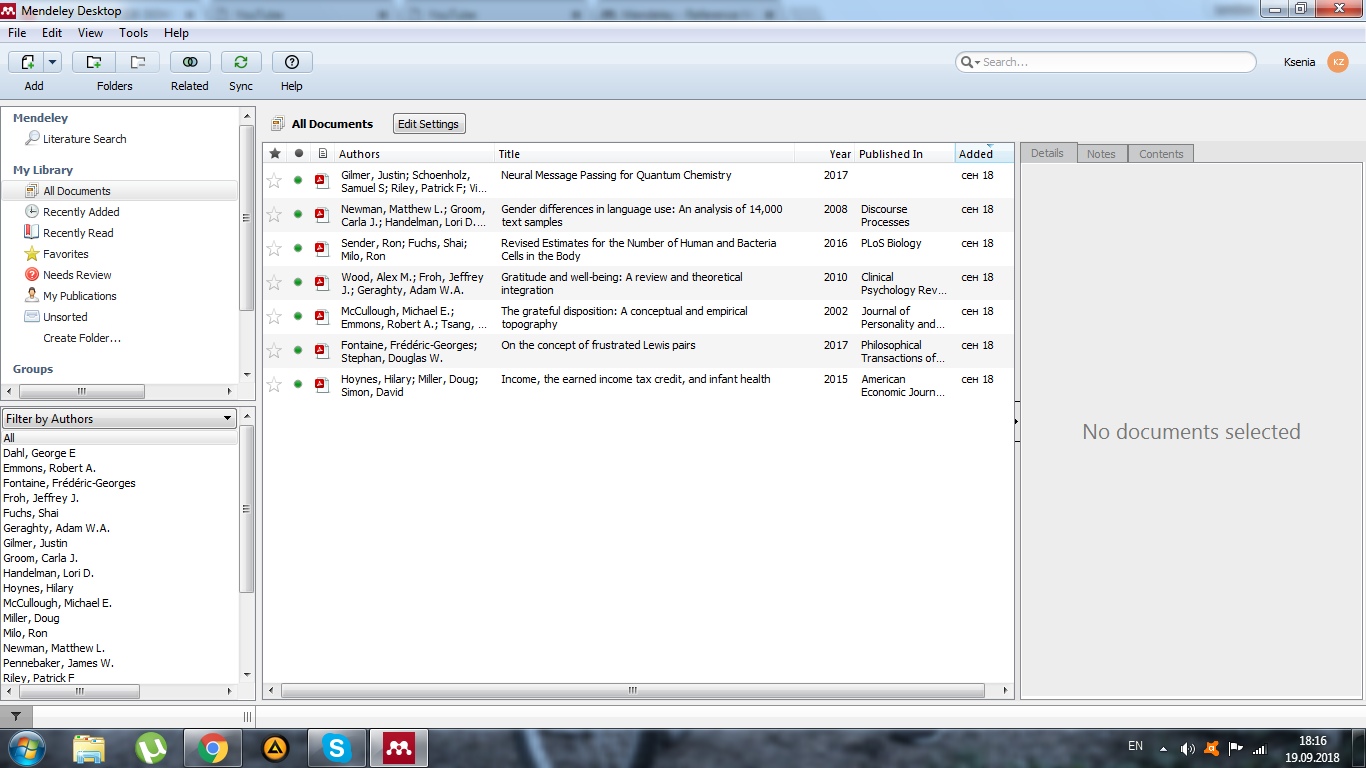 Mendeley Desktop
YouTube
YouTube
File Edit View Tools Help
Add Folders Related Sync Help
Search...
Ksenia KZ
Mendeley
Literature Search
My Library
All Documents
Recently Added
Recently Read
Favorites
Needs Review
My Publications
Unsorted
Create Folder...
Groups
Filter by Authors
All
Dahl, George E
Emmons, Robert A.
Fontaine, Frédéric-Georges
Froh, Jeffrey J.
Fuchs, Shai
Geraghty, Adam W.A.
Gilmer, Justin
Groom, Carla J.
Handelman, Lori D.
Hoynes, Hilary
McCullough, Michael E.
Miller, Doug
Milo, Ron
Newman, Matthew L.
Pennebaker, James W.
Riley, Patrick F
All Documents Edit Settings
Authors Title Year Published In Added
Gilmer, Justin; Schoenholz, Neural Message Passing for Quantum Chemistry 2017 сен 18
Samuel S; Riley, Patrick F; Vi...
Newman, Matthew L.; Groom, Gender differences in language use: An analysis of 14,000 2008 Discourse сен 18
Carla J.; Handelman, Lori D.... text samples Processes
Sender, Ron; Fuchs, Shai; Revised Estimates for the Number of Human and Bacteria 2016 PLoS Biology сен 18
Milo, Ron Cells in the Body
Wood, Alex M.; Froh, Jeffrey Gratitude and well-being: A review and theoretical 2010 Clinical сен 18
J.; Geraghty, Adam W.A. integration Psychology Rev...
McCullough, Michael E.; The grateful disposition: A conceptual and empirical 2002 Journal of сен 18
Emmons, Robert A.; Tsang, ... topography Personality and...
Fontaine, Frédéric-Georges; On the concept of frustrated Lewis pairs 2017 Philosophical сен 18
Stephan, Douglas W. Transactions of...
Hoynes, Hilary; Miller, Doug; Income, the earned income tax credit, and infant health 2015 American сен 18
Simon, David Economic Journ...
Details Notes Contents
No documents selected
EN
18:16
19.09.2018